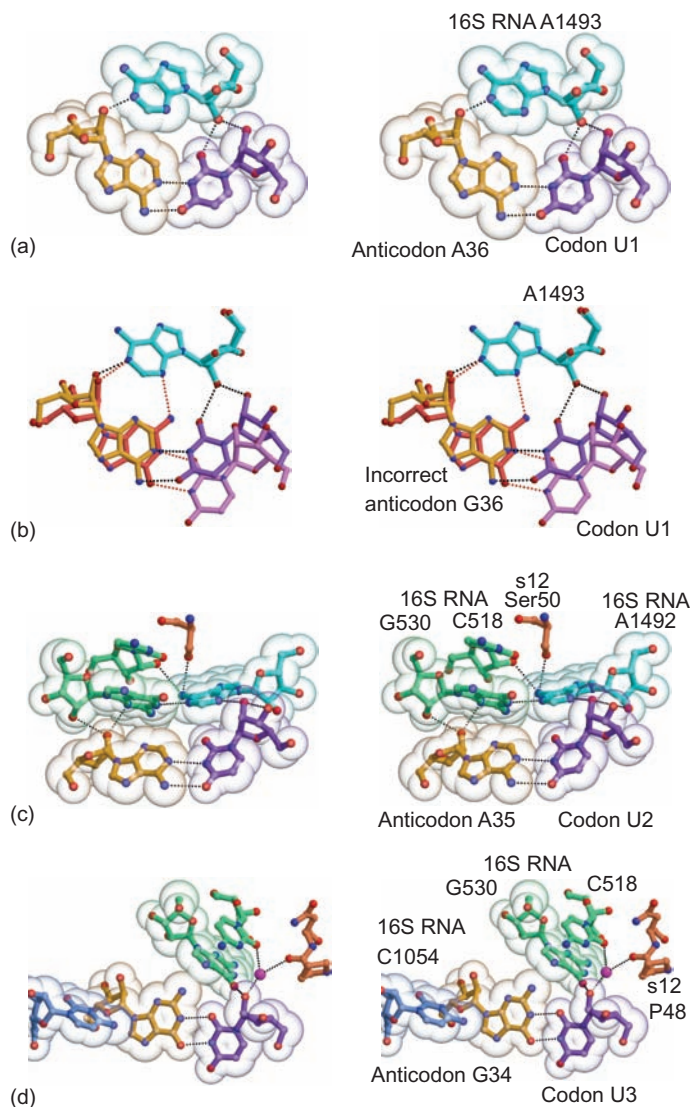 16S RNA A1493
Anticodon A36
Codon U1
(a)
A1493
Incorrect
anticodon G36
Codon U1
(b)
s12
16S RNA
Ser50
16S RNA
G530
C518
A1492
Anticodon A35
Codon U2
(c)
16S RNA
G530
C518
16S RNA
C1054
s12
P48
Anticodon G34
Codon U3
(d)